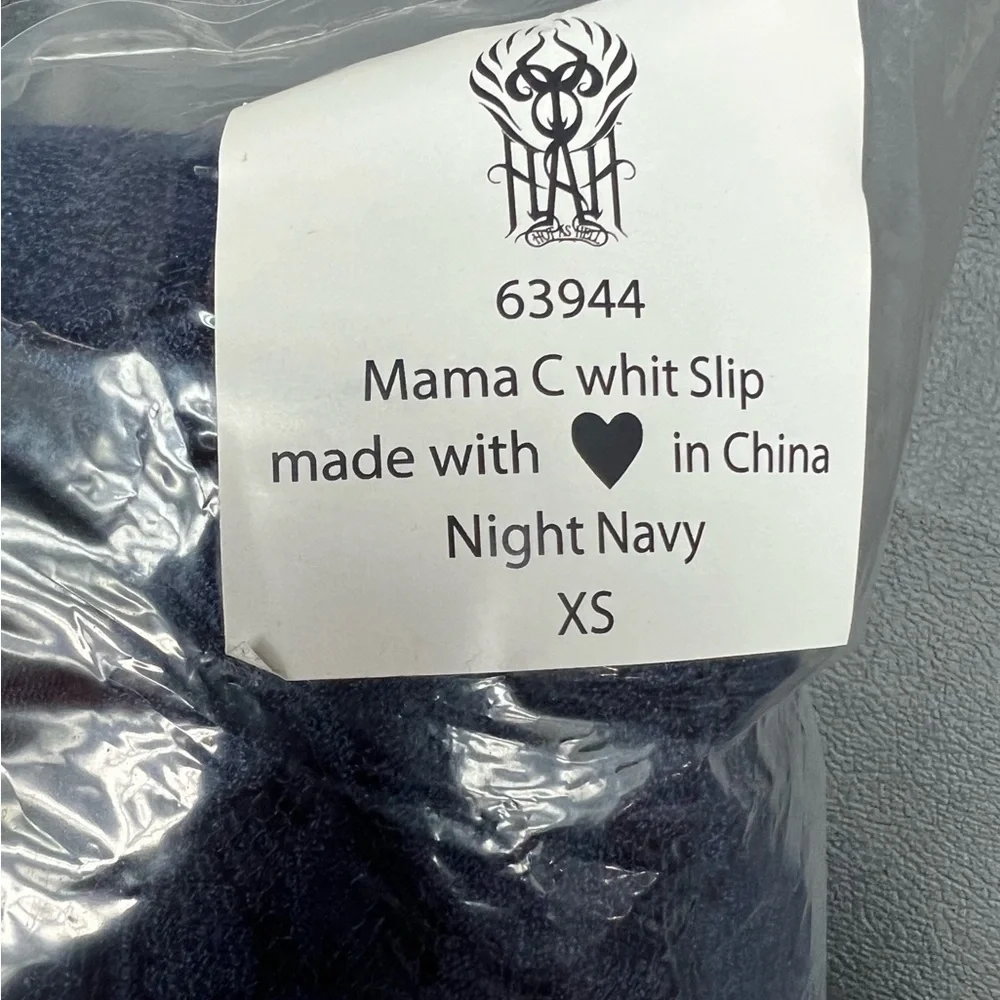 HAH
HOT AS HELL
63944
Mama C whit Slip
made with ♥ in China
Night Navy
XS